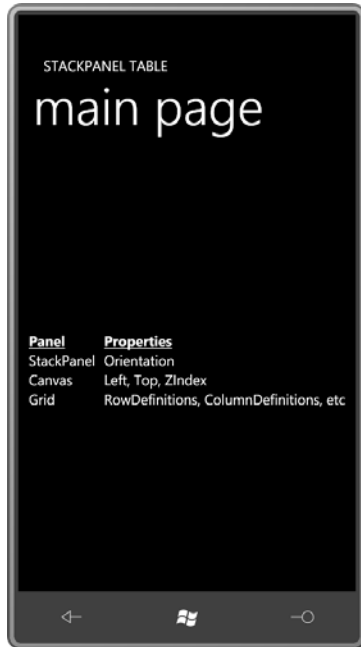 STACKPANEL TABLE
main page
Panel Properties
StackPanel Orientation
Canvas Left, Top, ZIndex
Grid RowDefinitions, ColumnDefinitions, etc